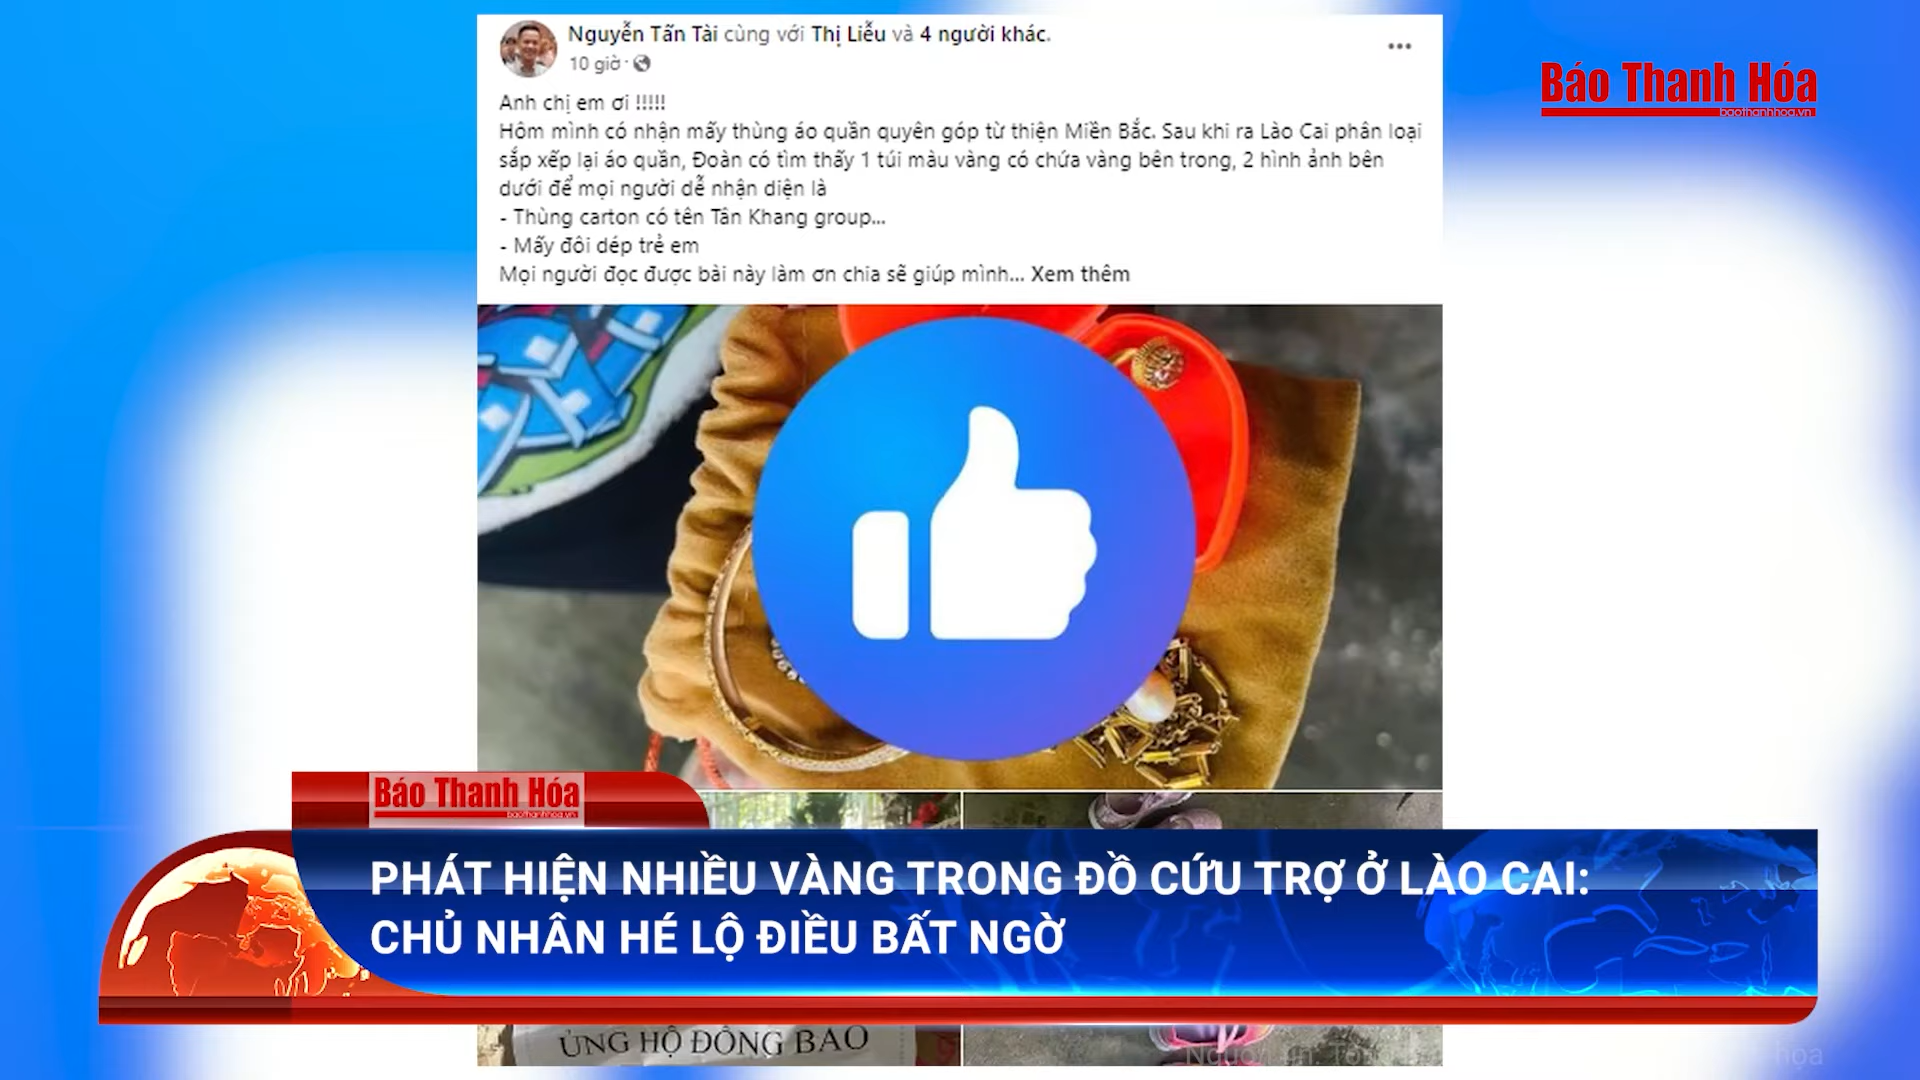 Nguyễn Tấn Tài cùng với Thị Liễu và 4 người khác.
10 giờ ·
Báo Thanh Hóa
baothanhhoa.vn
Anh chị em ơi !!!!!
Hôm mình có nhận mấy thùng áo quần quyên góp từ thiện Miền Bắc. Sau khi ra Lào Cai phân loại
sắp xếp lại áo quần, Đoàn có tìm thấy 1 túi màu vàng có chứa vàng bên trong, 2 hình ảnh bên
dưới để mọi người dễ nhận diện là
- Thùng carton có tên Tân Khang group...
- Mấy đôi dép trẻ em
Mọi người đọc được bài này làm ơn chia sẽ giúp mình... Xem thêm
Báo Thanh Hóa
baothanhhoa.vn
PHÁT HIỆN NHIỀU VÀNG TRONG ĐỒ CỨU TRỢ Ở LÀO CAI:
CHỦ NHÂN HÉ LỘ ĐIỀU BẤT NGỜ
ỦNG HỘ ĐỒNG BÀO